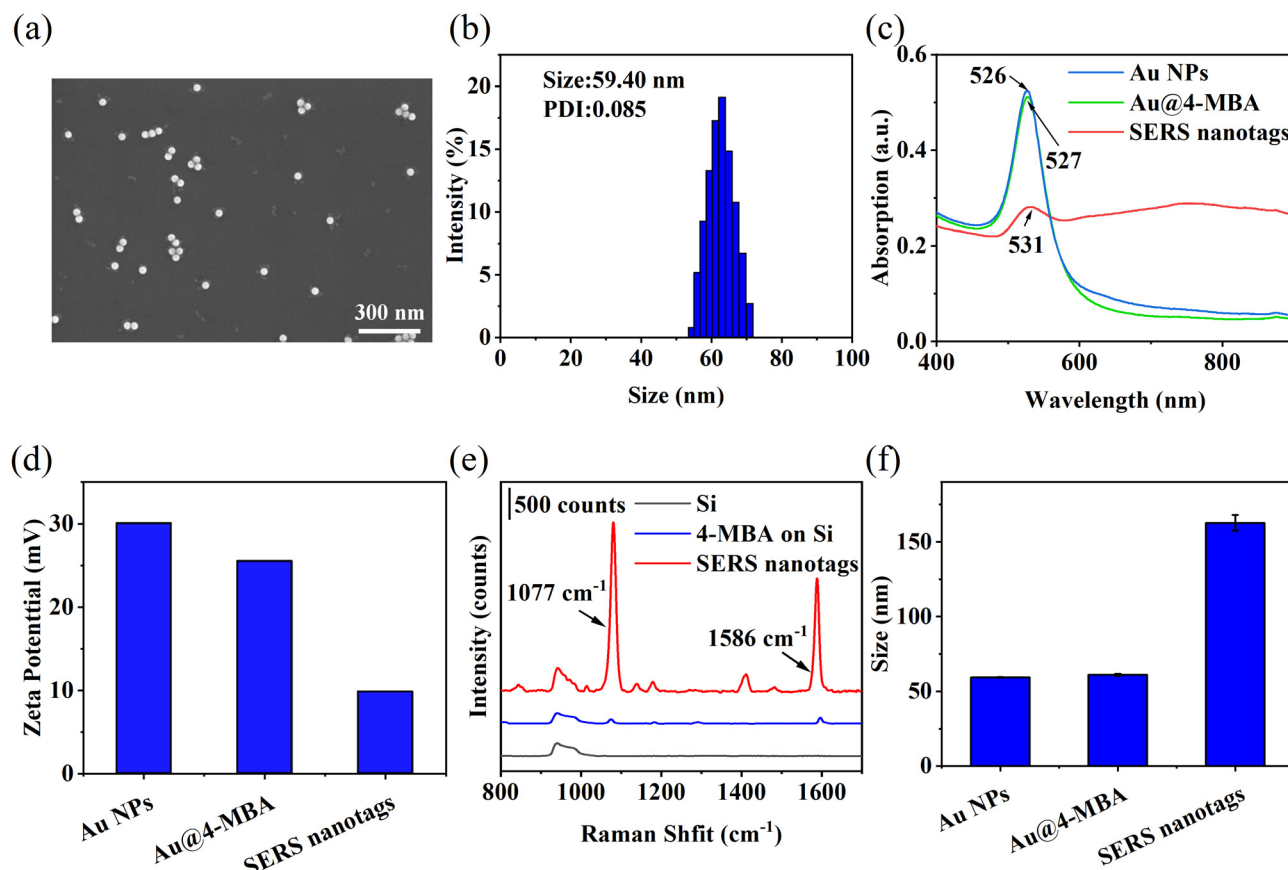 (a)
300 nm
(b)
Size:59.40 nm
PDI:0.085
Intensity (%)
20
15
10
5
0
0 20 40 60 80 100
Size (nm)
(c)
0.6
0.4
0.2
0.0
Absorption (a.u.)
526
527
531
Au NPs
Au@4-MBA
SERS nanotags
400 600 800
Wavelength (nm)
(d)
Zeta Potenttial (mV)
30
20
10
0
Au NPs
Au@4-MBA
SERS nanotags
(e)
500 counts
Si
4-MBA on Si
SERS nanotags
1077 cm⁻¹
1586 cm⁻¹
Intensity (counts)
800 1000 1200 1400 1600
Raman Shfit (cm⁻¹)
(f)
Size (nm)
150
100
50
0
Au NPs
Au@4-MBA
SERS nanotags